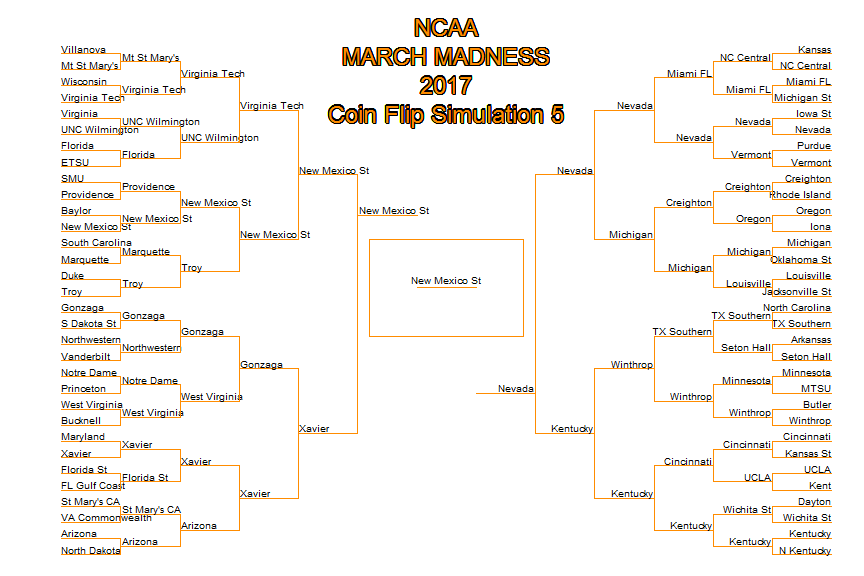 NCAA
MARCH MADNESS
2017
Coin Flip Simulation 5
Villanova
Mt St Mary's
Wisconsin
Virginia Tech
Virginia
UNC Wilmington
Florida
ETSU
SMU
Providence
Baylor
New Mexico St
South Carolina
Marquette
Duke
Troy
Gonzaga
S Dakota St
Northwestern
Vanderbilt
Notre Dame
Princeton
West Virginia
Bucknell
Maryland
Xavier
Florida St
FL Gulf Coast
St Mary's CA
VA Commonwealth
Arizona
North Dakota
Mt St Mary's
Virginia Tech
UNC Wilmington
Florida
Providence
New Mexico St
Marquette
Troy
Gonzaga
Northwestern
Notre Dame
West Virginia
Xavier
Florida St
St Mary's CA
Arizona
Virginia Tech
UNC Wilmington
New Mexico St
Troy
Gonzaga
West Virginia
Xavier
Arizona
Virginia Tech
New Mexico St
Gonzaga
Xavier
New Mexico St
Xavier
New Mexico St
New Mexico St
Nevada
Nevada
Kentucky
Nevada
Michigan
Winthrop
Kentucky
Miami FL
Nevada
Creighton
Michigan
TX Southern
Winthrop
Cincinnati
Kentucky
NC Central
Miami FL
Nevada
Vermont
Creighton
Oregon
Michigan
Louisville
TX Southern
Seton Hall
Minnesota
Winthrop
Cincinnati
UCLA
Wichita St
Kentucky
Kansas
NC Central
Miami FL
Michigan St
Iowa St
Nevada
Purdue
Vermont
Creighton
Rhode Island
Oregon
Iona
Michigan
Oklahoma St
Louisville
Jacksonville St
North Carolina
TX Southern
Arkansas
Seton Hall
Minnesota
MTSU
Butler
Winthrop
Cincinnati
Kansas St
UCLA
Kent
Dayton
Wichita St
Kentucky
N Kentucky